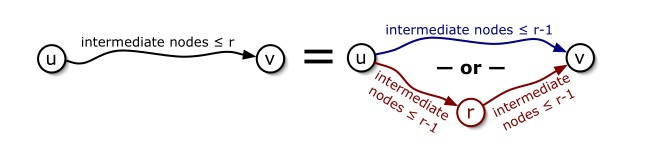 intermediate nodes ≤ r
u
v
=
intermediate nodes ≤ r-1
u
v
— or —
intermediate
nodes ≤ r-1
r
intermediate
nodes ≤ r-1